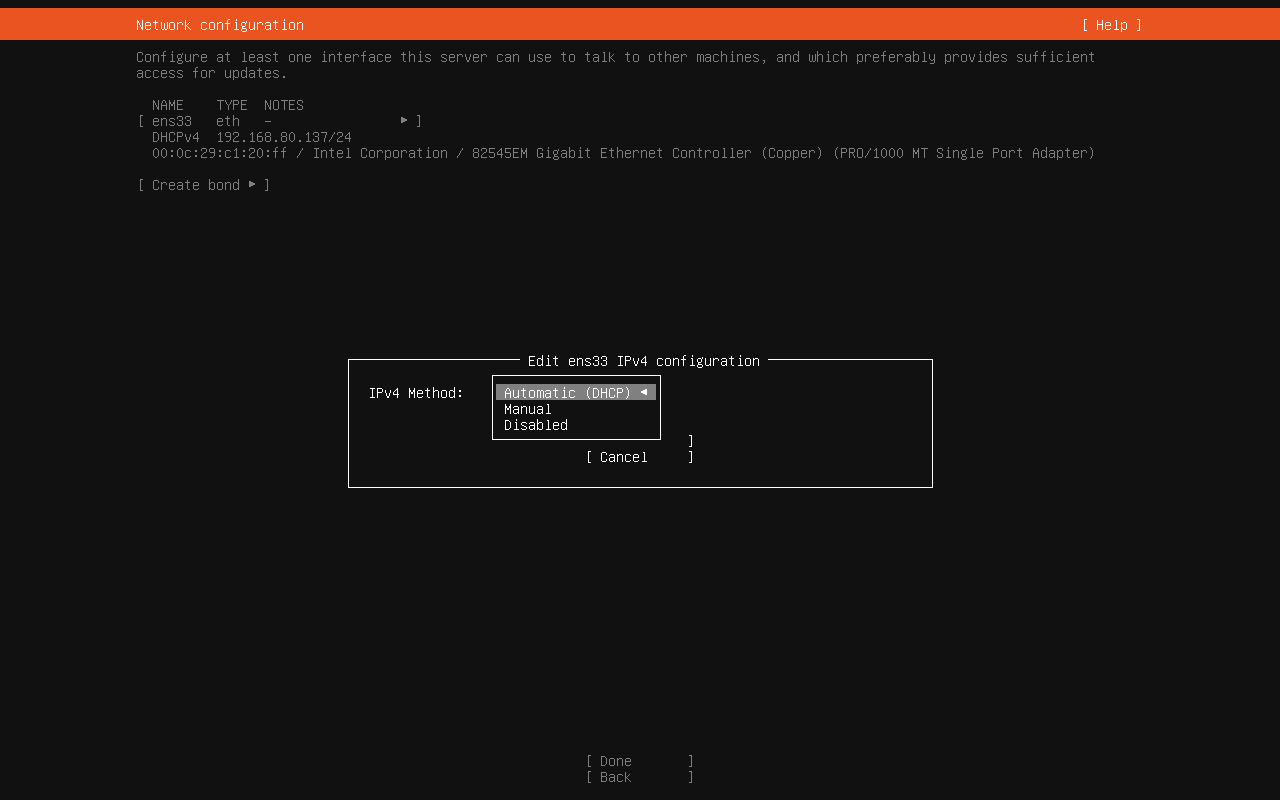 Network configuration [ Help ]
Configure at least one interface this server can use to talk to other machines, and which preferably provides sufficient
access for updates.
NAME TYPE NOTES
[ ens33 eth – ▸ ]
DHCPv4 192.168.80.137/24
00:0c:29:c1:20:ff / Intel Corporation / 82545EM Gigabit Ethernet Controller (Copper) (PRO/1000 MT Single Port Adapter)
[ Create bond ▸ ]
Edit ens33 IPv4 configuration
IPv4 Method: Automatic (DHCP) ◂
Manual
Disabled
]
[ Cancel ]
[ Done ]
[ Back ]